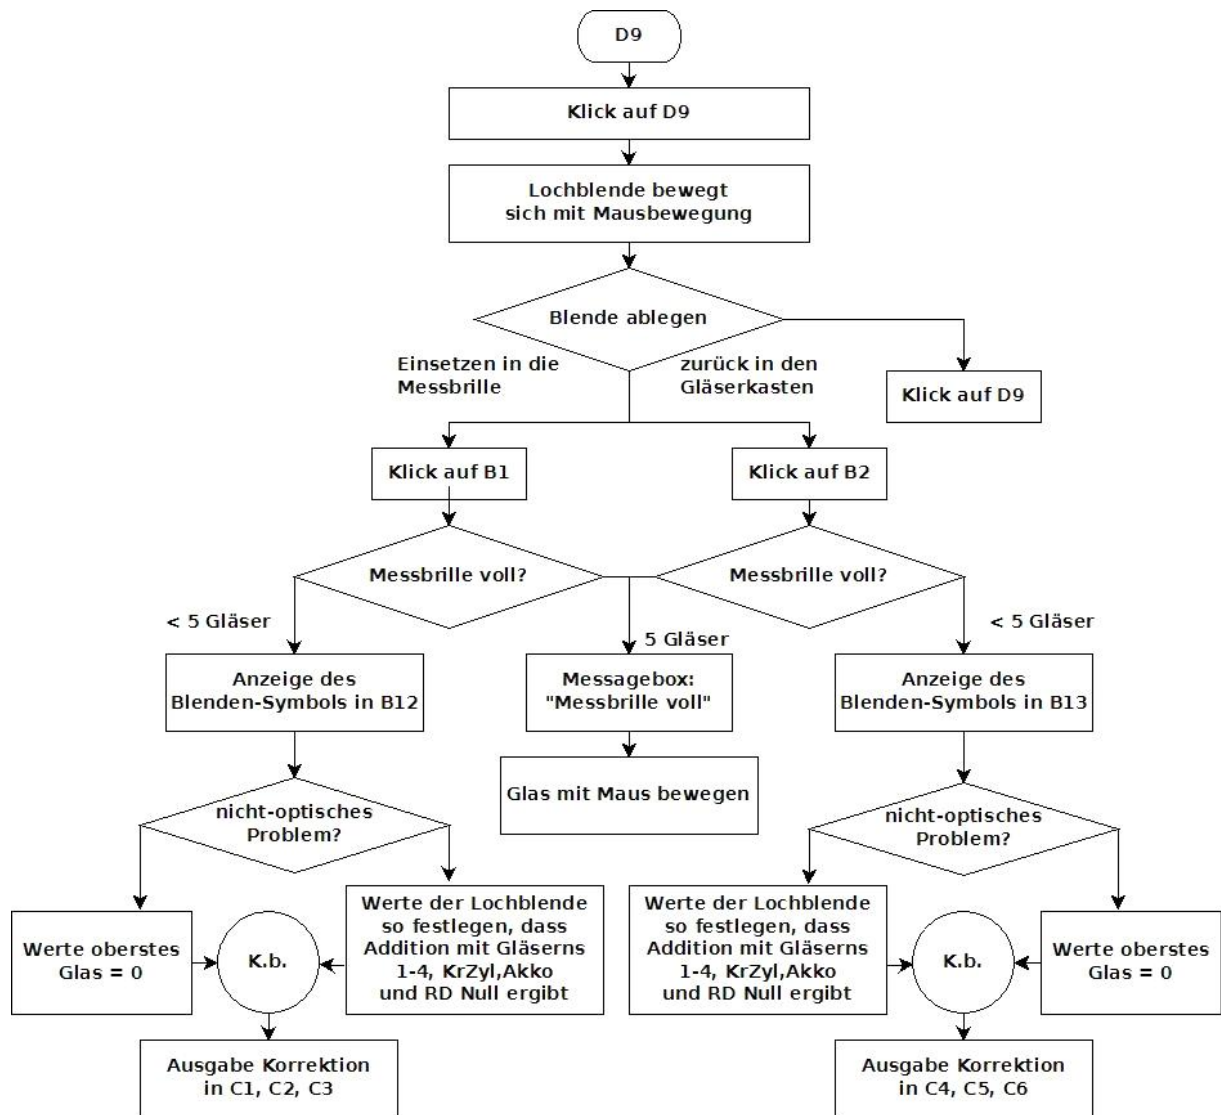 D9
Klick auf D9
Lochblende bewegt
sich mit Mausbewegung
Blende ablegen
Einsetzen in die
Messbrille
zurück in den
Gläserkasten
Klick auf D9
Klick auf B1
Klick auf B2
Messbrille voll?
Messbrille voll?
< 5 Gläser
5 Gläser
< 5 Gläser
Anzeige des
Blenden-Symbols in B12
Messagebox:
"Messbrille voll"
Anzeige des
Blenden-Symbols in B13
Glas mit Maus bewegen
nicht-optisches
Problem?
nicht-optisches
Problem?
Werte oberstes
Glas = 0
K.b.
Werte der Lochblende
so festlegen, dass
Addition mit Gläserns
1-4, KrZyl,Akko
und RD Null ergibt
Werte der Lochblende
so festlegen, dass
Addition mit Gläserns
1-4, KrZyl,Akko
und RD Null ergibt
K.b.
Werte oberstes
Glas = 0
Ausgabe Korrektion
in C1, C2, C3
Ausgabe Korrektion
in C4, C5, C6